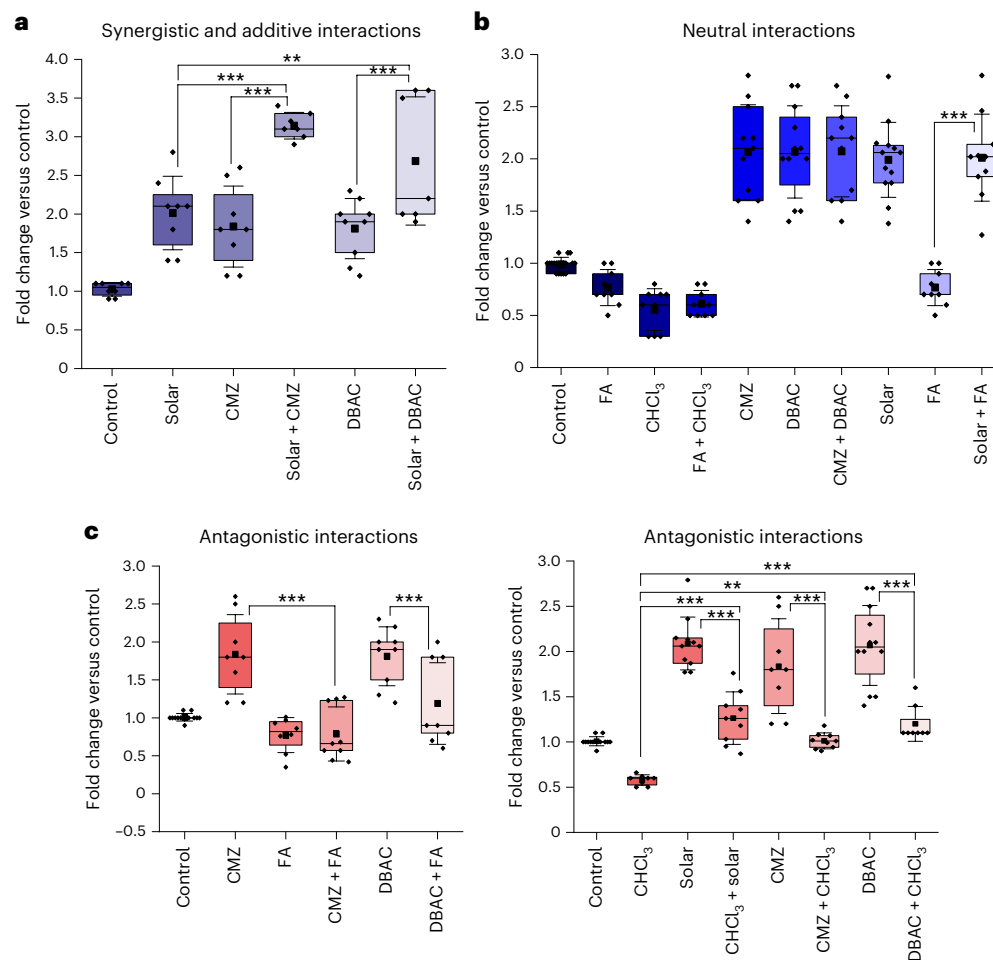 a
Synergistic and additive interactions
Fold change versus control
4.0
3.5
3.0
2.5
2.0
1.5
1.0
0.5
0
**
***
***
***
Control
Solar
CMZ
Solar + CMZ
DBAC
Solar + DBAC
b
Neutral interactions
Fold change versus control
3.0
2.5
2.0
1.5
1.0
0.5
0
***
Control
FA
CHCl₃
FA + CHCl₃
CMZ
DBAC
CMZ + DBAC
Solar
FA
Solar + FA
c
Antagonistic interactions
Fold change versus control
3.0
2.5
2.0
1.5
1.0
0.5
0
–0.5
***
***
Control
CMZ
FA
CMZ + FA
DBAC
DBAC + FA
Antagonistic interactions
Fold change versus control
3.0
2.5
2.0
1.5
1.0
0.5
0
***
**
***
***
***
***
Control
CHCl₃
Solar
CHCl₃ + solar
CMZ
CMZ + CHCl₃
DBAC
DBAC + CHCl₃